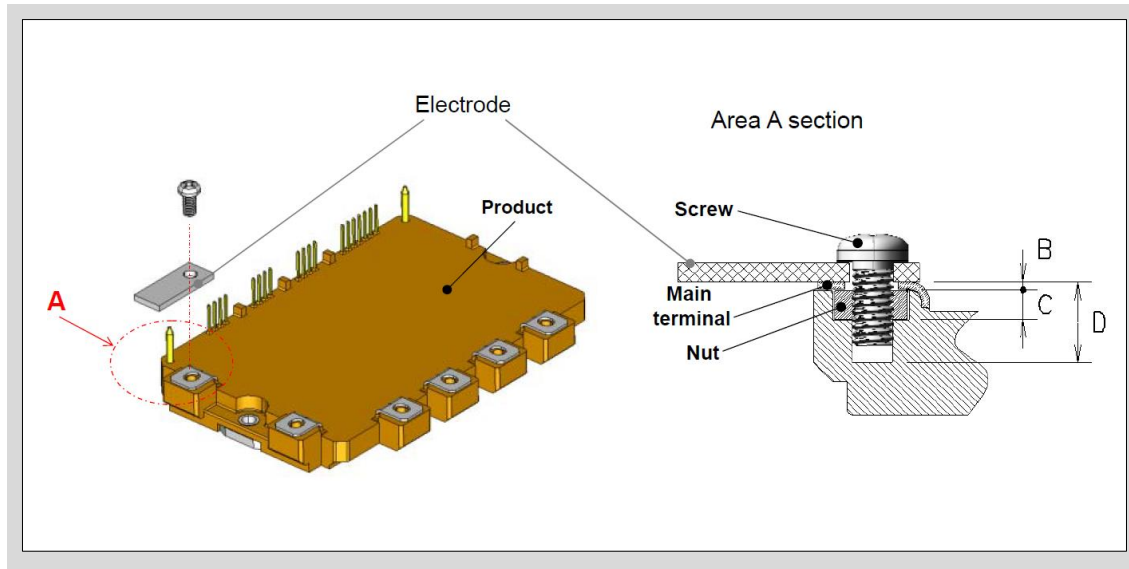 Electrode
Area A section
Product
Screw
A
B
Main
terminal
C
D
Nut